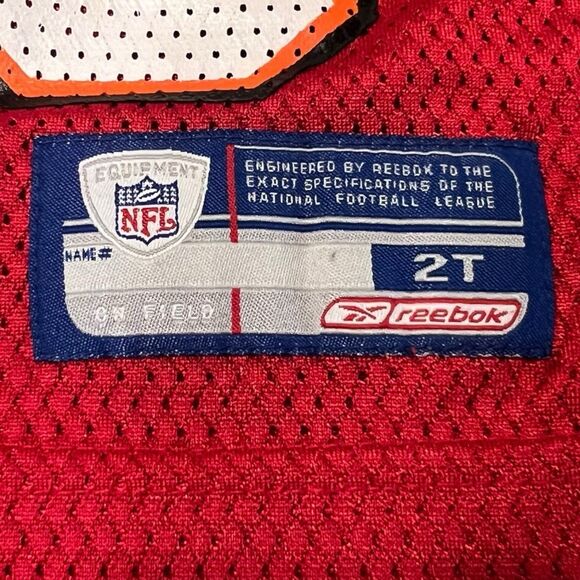 EQUIPMENT
NFL
ENGINEERED BY REEBOK TO THE
EXACT SPECIFICATIONS OF THE
NATIONAL FOOTBALL LEAGUE
NAME#
2T
ON FIELD
reebok